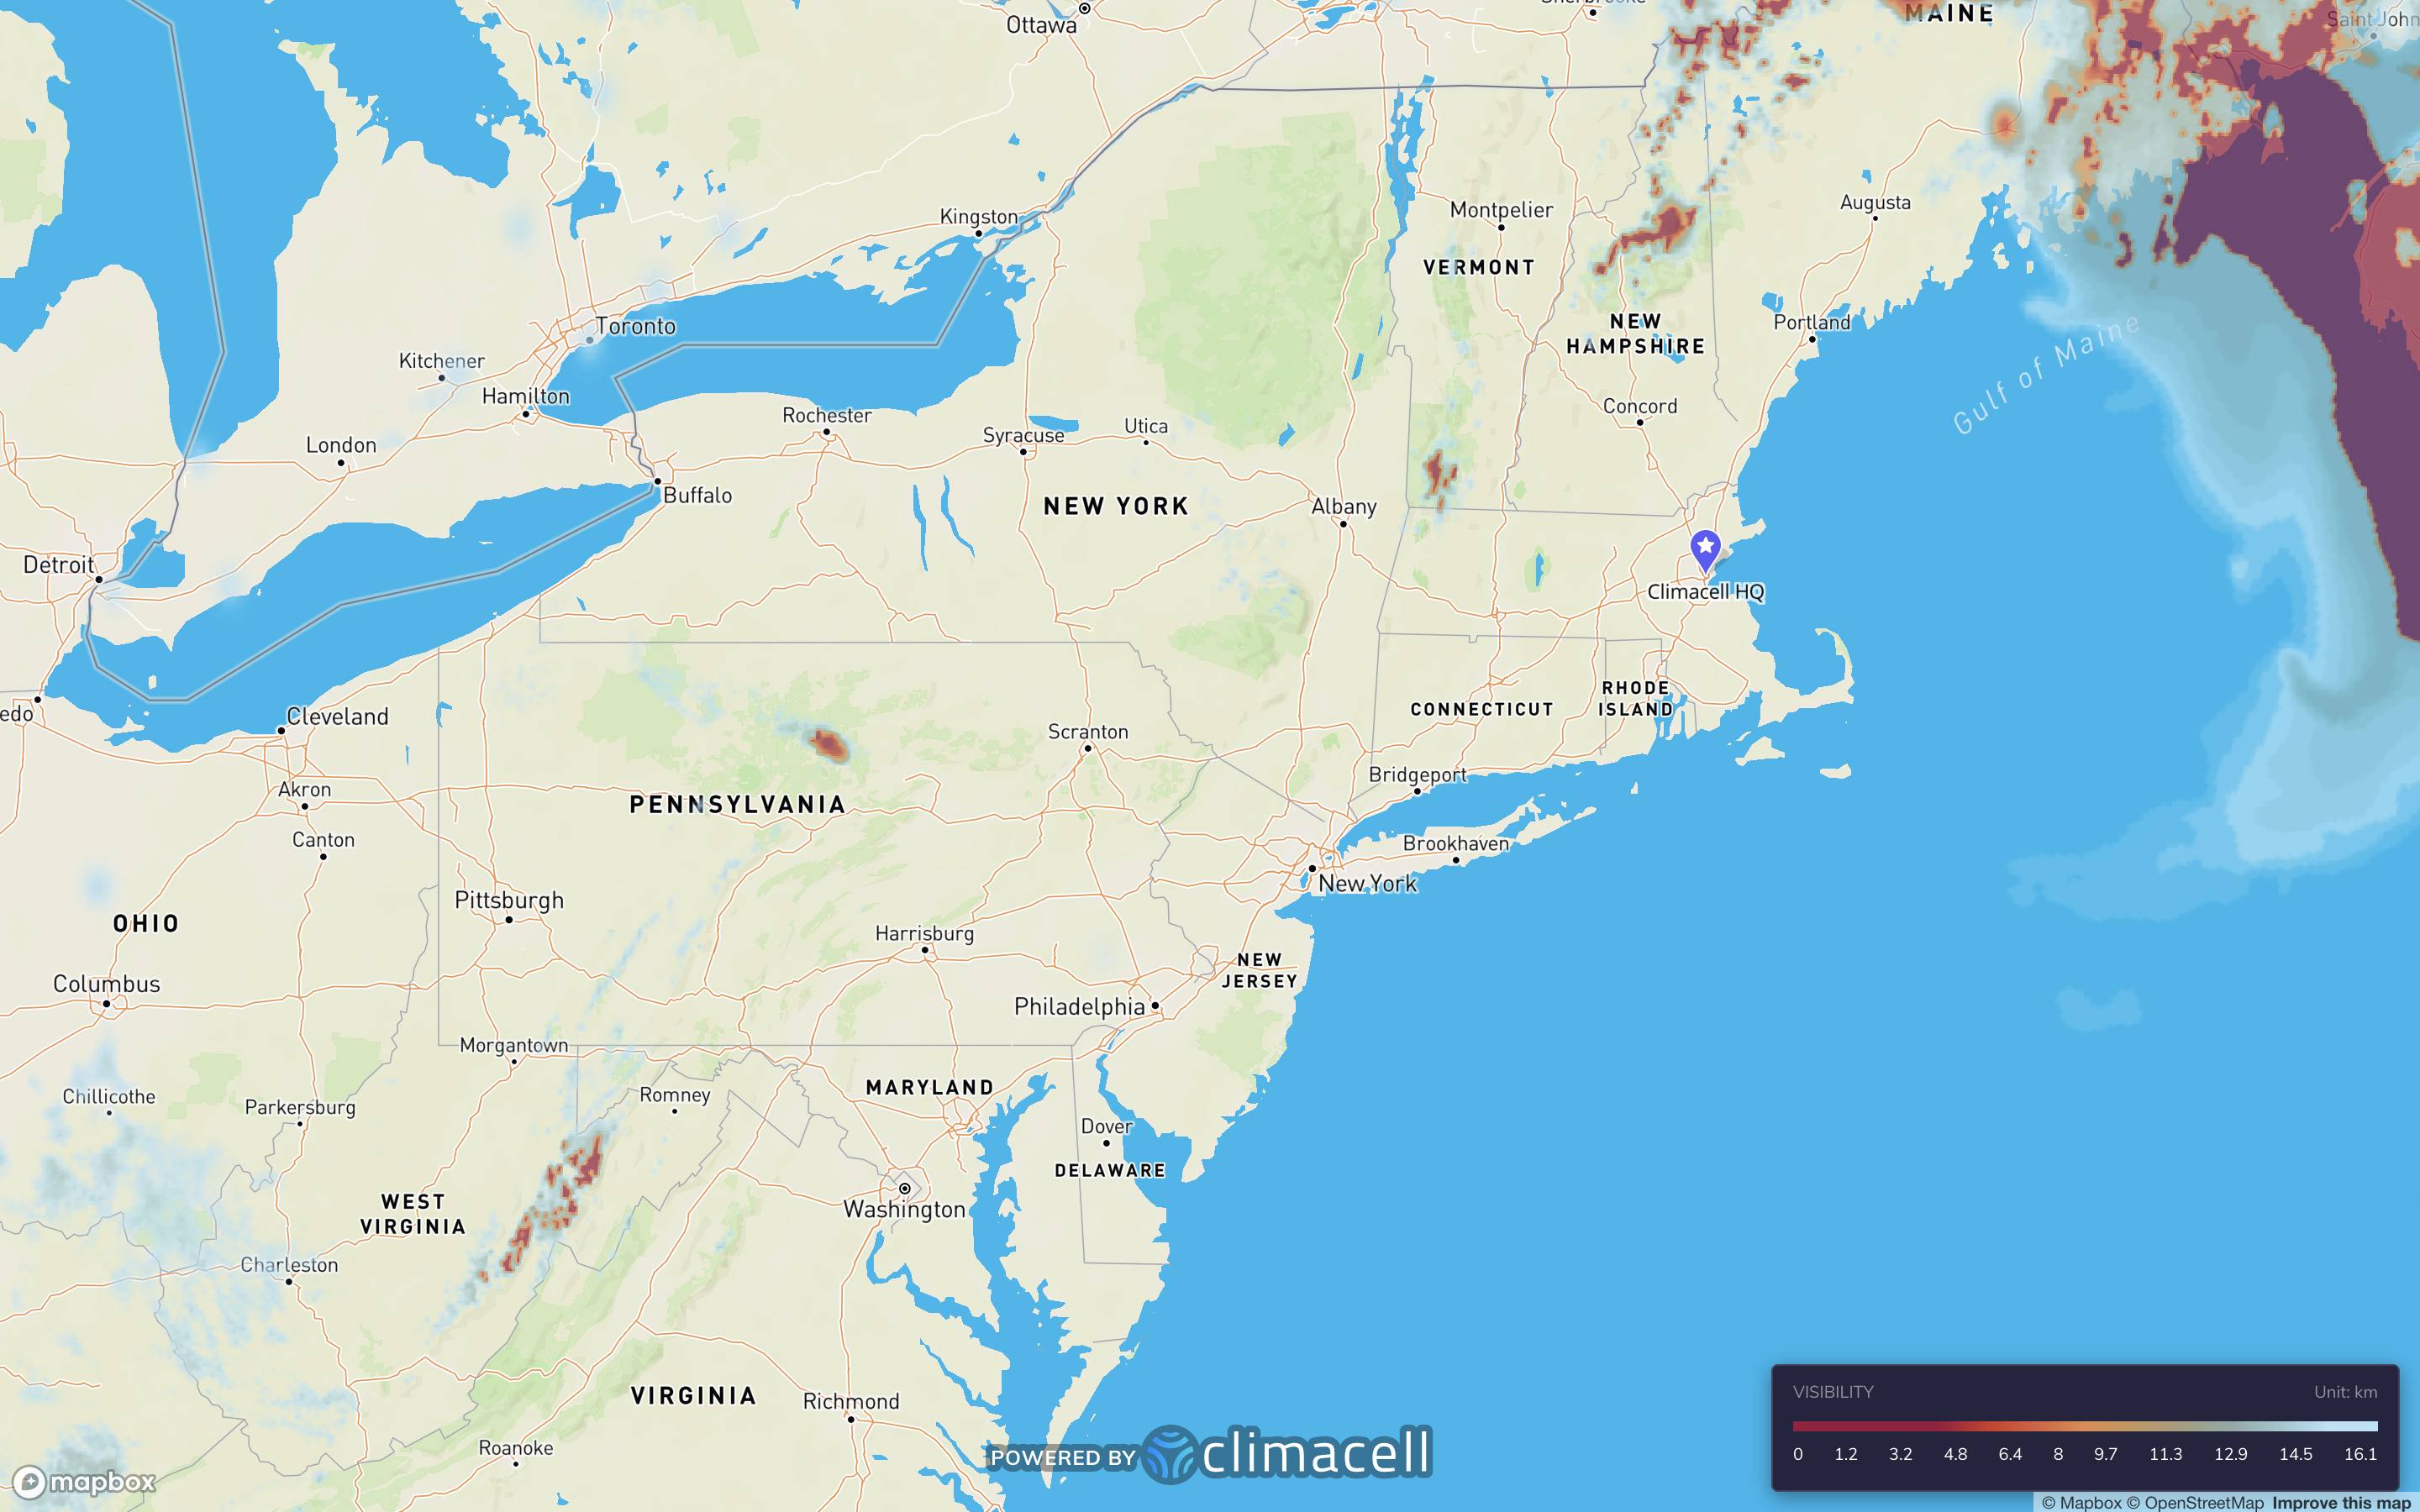 Ottawa
Sherbrooke
MAINE
Saint John
Kingston
Montpelier
Augusta
VERMONT
Toronto
NEW
HAMPSHIRE
Portland
Gulf of Maine
Kitchener
Hamilton
Rochester
Concord
London
Syracuse
Utica
Buffalo
NEW YORK
Albany
Detroit
Climacell HQ
edo
Cleveland
Scranton
CONNECTICUT
RHODE
ISLAND
Akron
PENNSYLVANIA
Bridgeport
Canton
Brookhaven
New York
Pittsburgh
OHIO
Harrisburg
NEW
JERSEY
Columbus
Philadelphia
Morgantown
Chillicothe
Parkersburg
Romney
MARYLAND
Dover
DELAWARE
WEST
VIRGINIA
Washington
Charleston
VIRGINIA
Richmond
Roanoke
VISIBILITY Unit: km
0 1.2 3.2 4.8 6.4 8 9.7 11.3 12.9 14.5 16.1
POWERED BY climacell
mapbox
© Mapbox © OpenStreetMap Improve this map